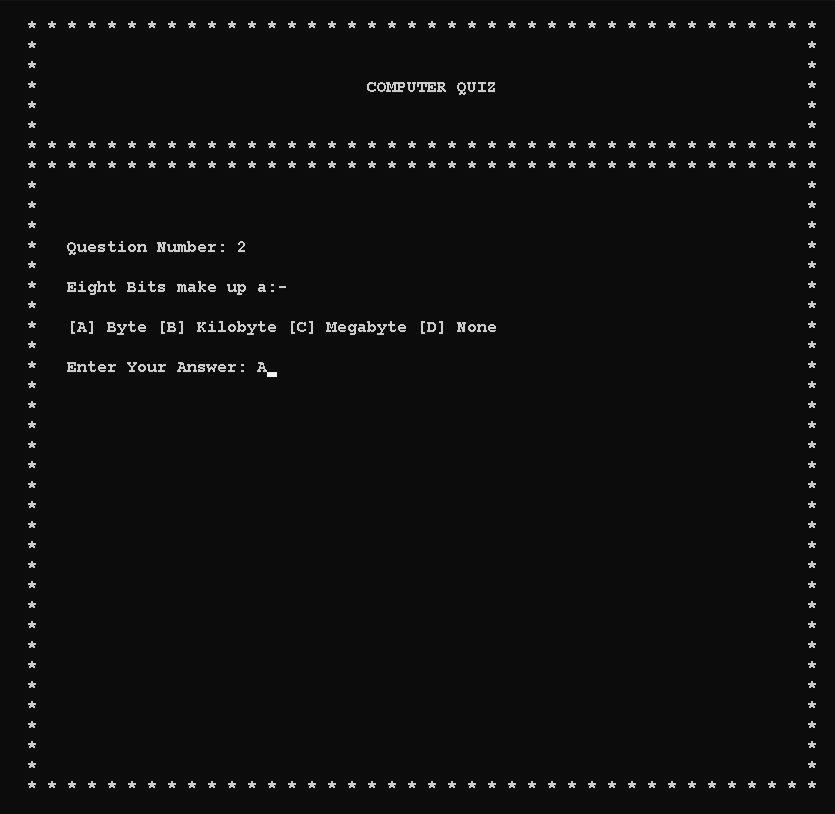 COMPUTER QUIZ
Question Number: 2
Eight Bits make up a:-
[A] Byte [B] Kilobyte [C] Megabyte [D] None
Enter Your Answer: A